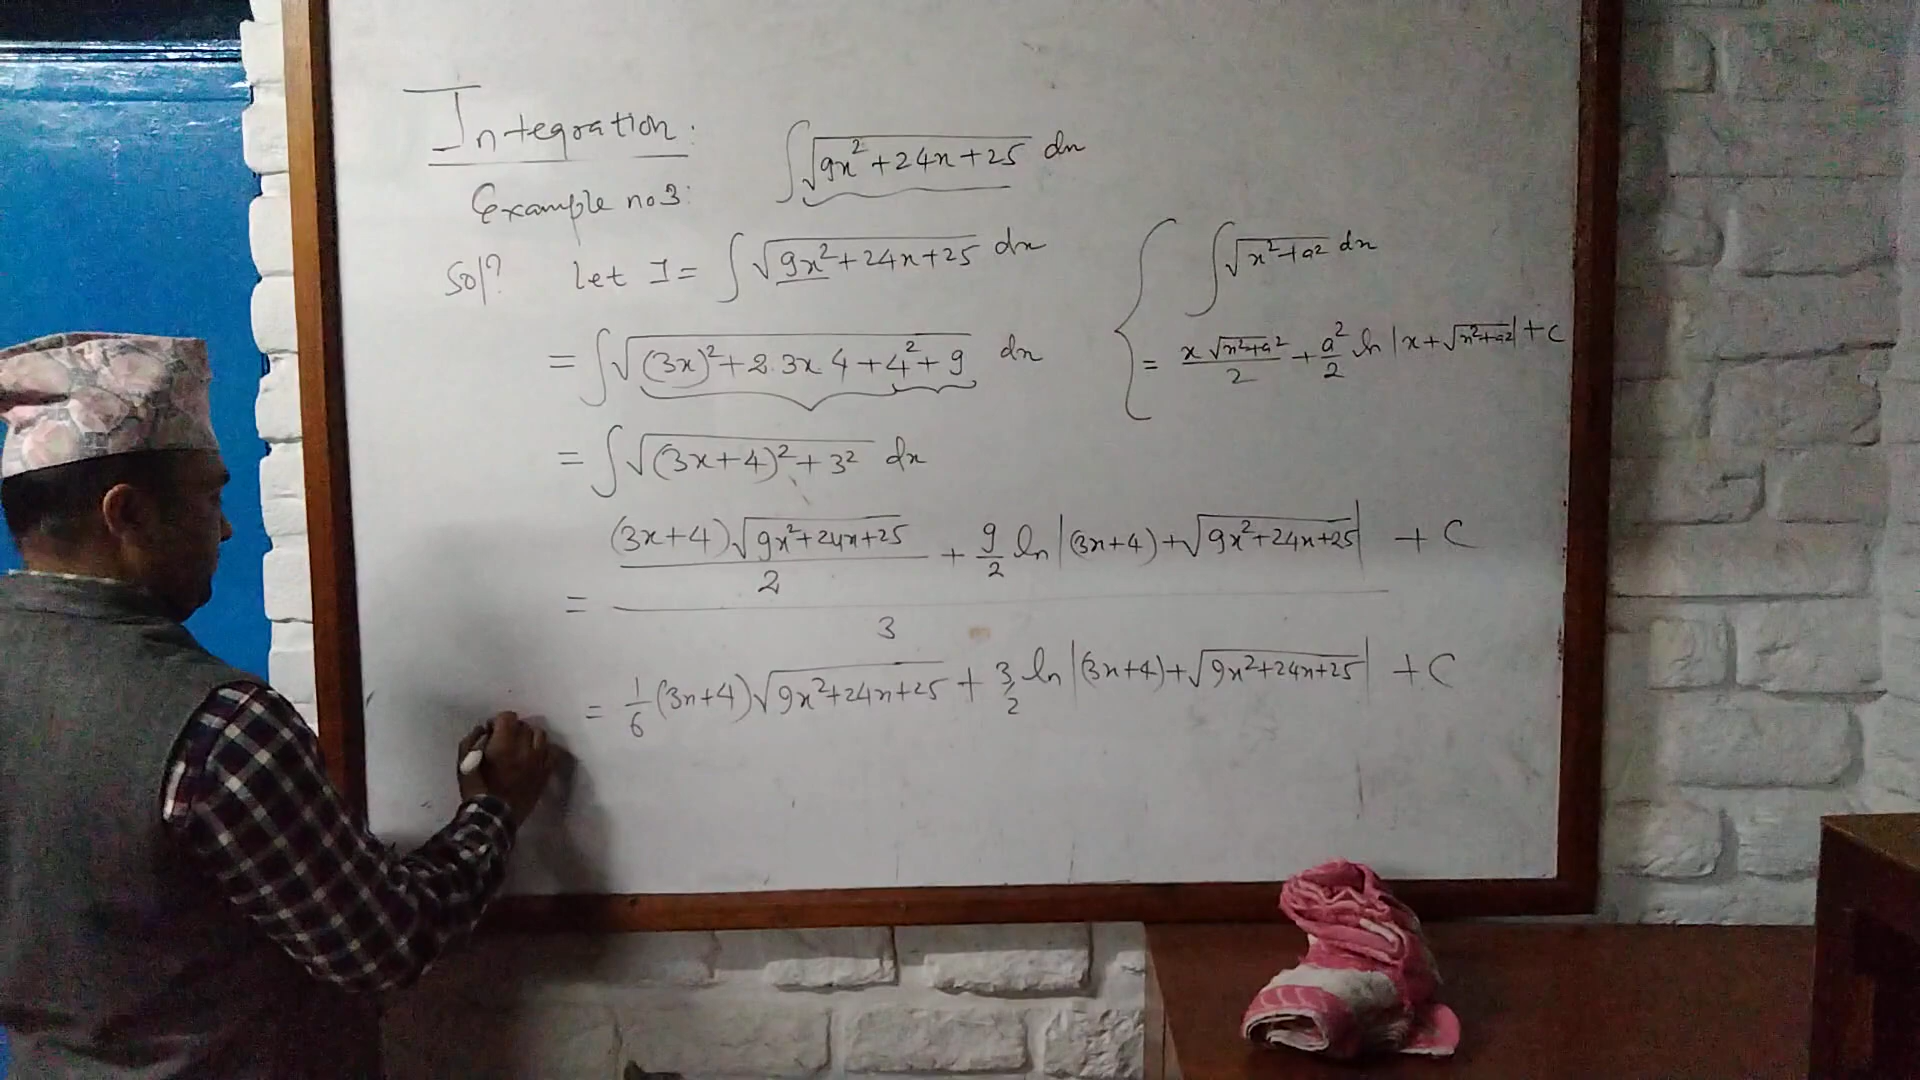 Integration:
∫√(9x²+24x+25) dx
Example no 3:
Solⁿ
let I = ∫√(9x²+24x+25) dx
= ∫√((3x)²+2.3x.4+4²+9) dx
= ∫√((3x+4)²+3²) dx
= [((3x+4)√(9x²+24x+25))/2 + 9/2 ln |(3x+4)+√(9x²+24x+25)|]/3 + C
= 1/6 (3x+4)√(9x²+24x+25) + 3/2 ln |(3x+4)+√(9x²+24x+25)| + C
{ ∫√(x²+a²) dx
= (x√(x²+a²))/2 + a²/2 ln |x+√(x²+a²)| + C